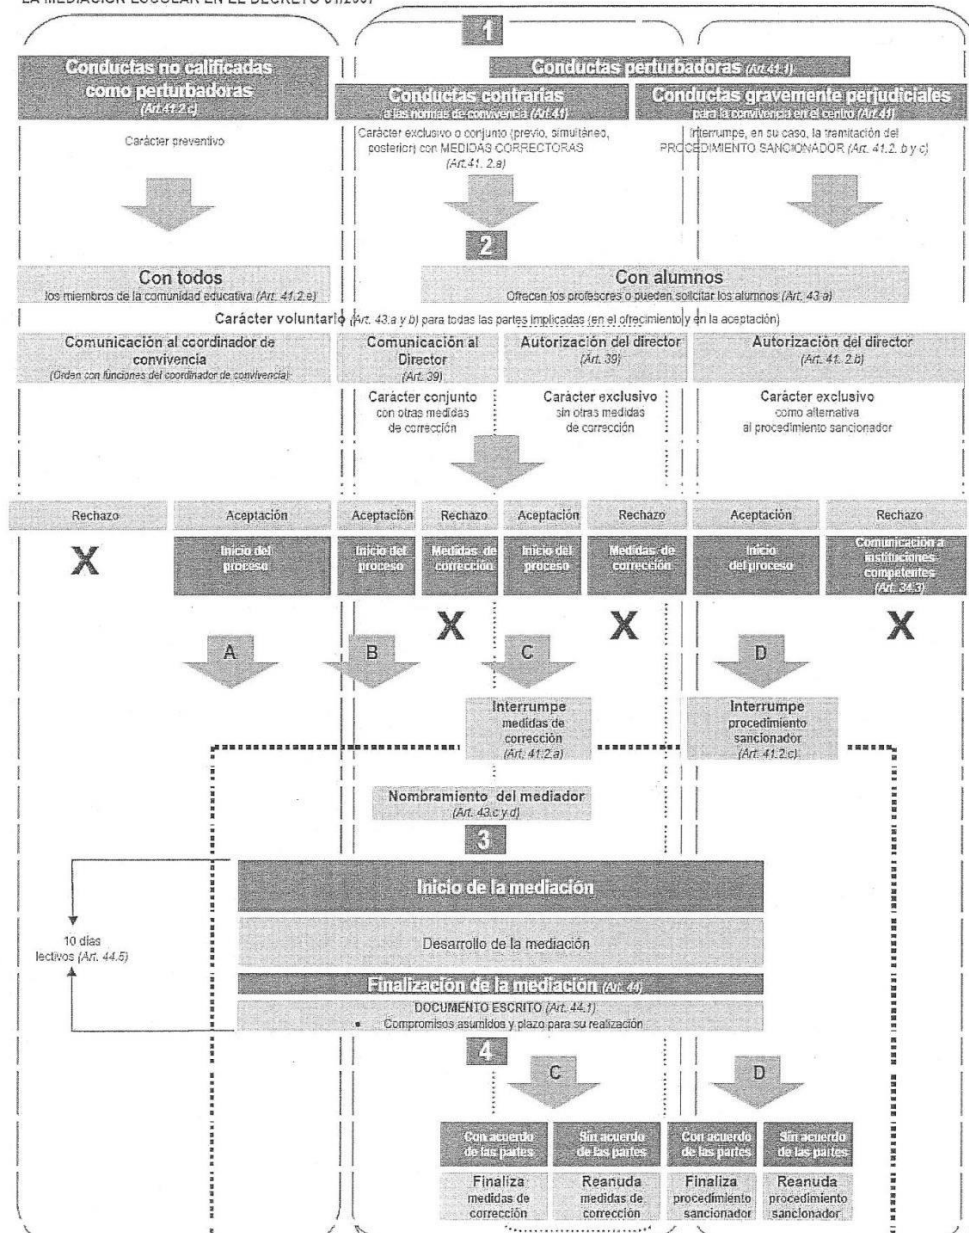 LA MEDIACIÓN ESCOLAR EN EL DECRETO 51/2007
1
Conductas no calificadas
como perturbadoras
(Art.41.2.c)
Conductas perturbadoras (Art.41.1)
Conductas contrarias
a las normas de convivencia (Art.41)
Conductas gravemente perjudiciales
para la convivencia en el centro (Art.41)
Carácter preventivo
Carácter exclusivo o conjunto (previo, simultáneo,
posterior) con MEDIDAS CORRECTORAS
(Art.41. 2.a)
Interrumpe, en su caso, la tramitación del
PROCEDIMIENTO SANCIONADOR (Art. 41.2. b y c)
2
Con todos
los miembros de la comunidad educativa (Art. 41.2.e)
Con alumnos
Ofrecen los profesores o pueden solicitar los alumnos (Art. 43.a)
Carácter voluntario (Art. 43.a y b) para todas las partes implicadas (en el ofrecimiento y en la aceptación)
Comunicación al coordinador de
convivencia
(Orden con funciones del coordinador de convivencia)
Comunicación al
Director
(Art. 39)
Autorización del director
(Art. 39)
Autorización del director
(Art. 41. 2.b)
Carácter conjunto
con otras medidas
de corrección
Carácter exclusivo
sin otras medidas
de corrección
Carácter exclusivo
como alternativa
al procedimiento sancionador
Rechazo
Aceptación
Aceptación
Rechazo
Aceptación
Rechazo
Aceptación
Rechazo
X
Inicio del
proceso
Inicio del
proceso
Medidas de
corrección
Inicio del
proceso
Medidas de
corrección
Inicio
del proceso
Comunicación a
instituciones
competentes
(Art. 34.3)
X
X
X
A
B
C
D
Interrumpe
medidas de
corrección
(Art. 41.2.a)
Interrumpe
procedimiento
sancionador
(Art. 41.2.c)
Nombramiento del mediador
(Art. 43.c y d)
3
Inicio de la mediación
10 días
lectivos (Art. 44.5)
Desarrollo de la mediación
Finalización de la mediación (Art. 44)
DOCUMENTO ESCRITO (Art. 44.1)
• Compromisos asumidos y plazo para su realización
4
C
D
Con acuerdo
de las partes
Sin acuerdo
de las partes
Con acuerdo
de las partes
Sin acuerdo
de las partes
Finaliza
medidas de
corrección
Reanuda
medidas de
corrección
Finaliza
procedimiento
sancionador
Reanuda
procedimiento
sancionador